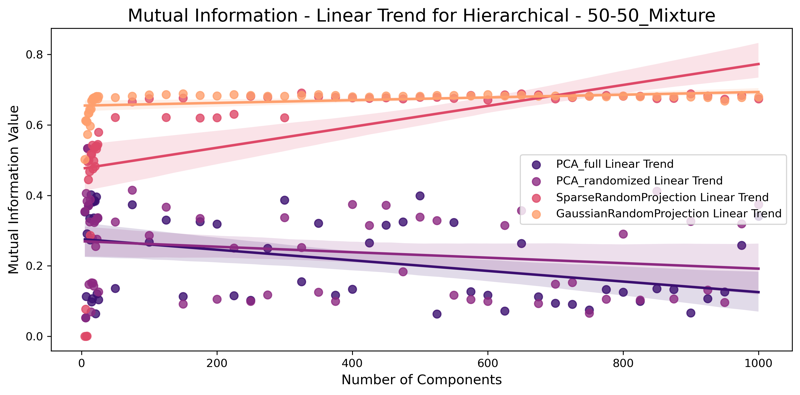 Mutual Information - Linear Trend for Hierarchical - 50-50_Mixture
Mutual Information Value
0.8
0.6
0.4
0.2
0.0
PCA_full Linear Trend
PCA_randomized Linear Trend
SparseRandomProjection Linear Trend
GaussianRandomProjection Linear Trend
0 200 400 600 800 1000
Number of Components